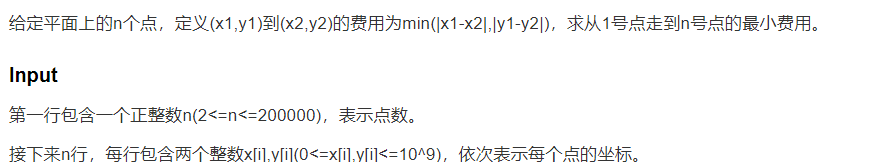 给定平面上的n个点，定义(x1,y1)到(x2,y2)的费用为min(|x1-x2|,|y1-y2|)，求从1号点走到n号点的最小费用。
Input
第一行包含一个正整数n(2<=n<=200000)，表示点数。
接下来n行，每行包含两个整数x[i],y[i](0<=x[i],y[i]<=10^9)，依次表示每个点的坐标。